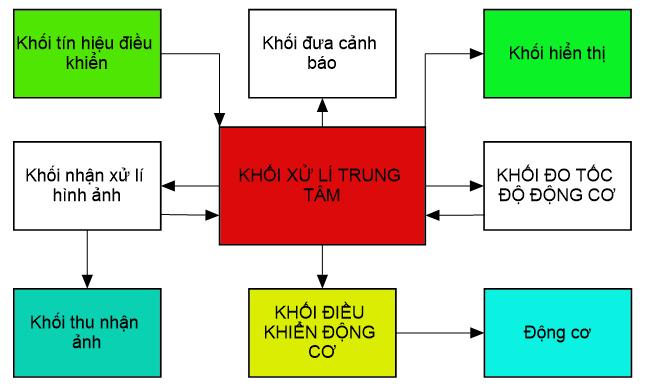 Khối tín hiệu điều
khiển
Khối đưa cảnh
báo
Khối hiển thị
Khối nhận xử lí
hình ảnh
KHỐI XỬ LÍ TRUNG
TÂM
KHỐI ĐO TỐC
ĐỘ ĐỘNG CƠ
Khối thu nhận
ảnh
KHỐI ĐIỀU
KHIỂN ĐỘNG
CƠ
Động cơ